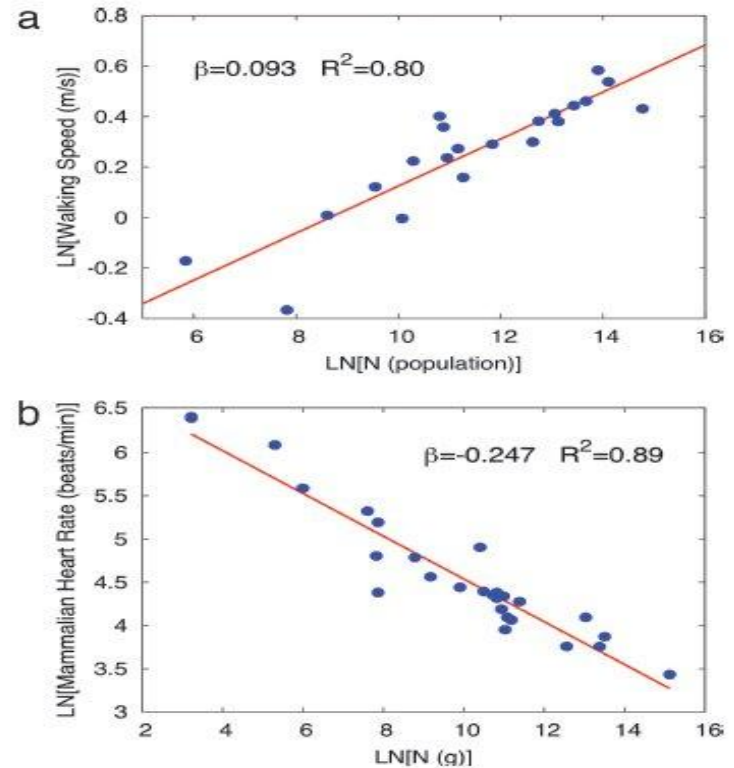 a
0.8
0.6
0.4
0.2
0
-0.2
-0.4
β=0.093 R²=0.80
LN[Walking Speed (m/s)]
6 8 10 12 14 16
LN[N (population)]
b
6.5
6
5.5
5
4.5
4
3.5
3
β=-0.247 R²=0.89
LN[Mammalian Heart Rate (beats/min)]
2 4 6 8 10 12 14 16
LN[N (g)]